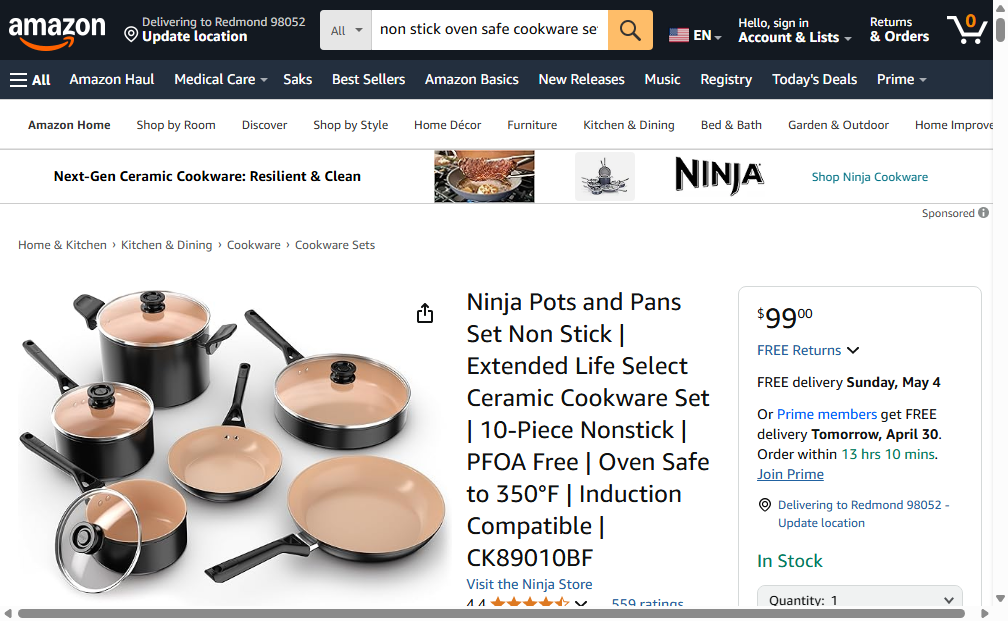 amazon
Delivering to Redmond 98052
Update location
All
non stick oven safe cookware se
EN
Hello, sign in
Account & Lists
Returns
& Orders
0
All
Amazon Haul
Medical Care
Saks
Best Sellers
Amazon Basics
New Releases
Music
Registry
Today's Deals
Prime
Amazon Home
Shop by Room
Discover
Shop by Style
Home Décor
Furniture
Kitchen & Dining
Bed & Bath
Garden & Outdoor
Home Improve
Next-Gen Ceramic Cookware: Resilient & Clean
NINJA
Shop Ninja Cookware
Sponsored
Home & Kitchen › Kitchen & Dining › Cookware › Cookware Sets
Ninja Pots and Pans
Set Non Stick |
Extended Life Select
Ceramic Cookware Set
| 10-Piece Nonstick |
PFOA Free | Oven Safe
to 350°F | Induction
Compatible |
CK89010BF
Visit the Ninja Store
4.4
559 ratings
$9900
FREE Returns
FREE delivery Sunday, May 4
Or Prime members get FREE
delivery Tomorrow, April 30.
Order within 13 hrs 10 mins.
Join Prime
Delivering to Redmond 98052 -
Update location
In Stock
Quantity: 1